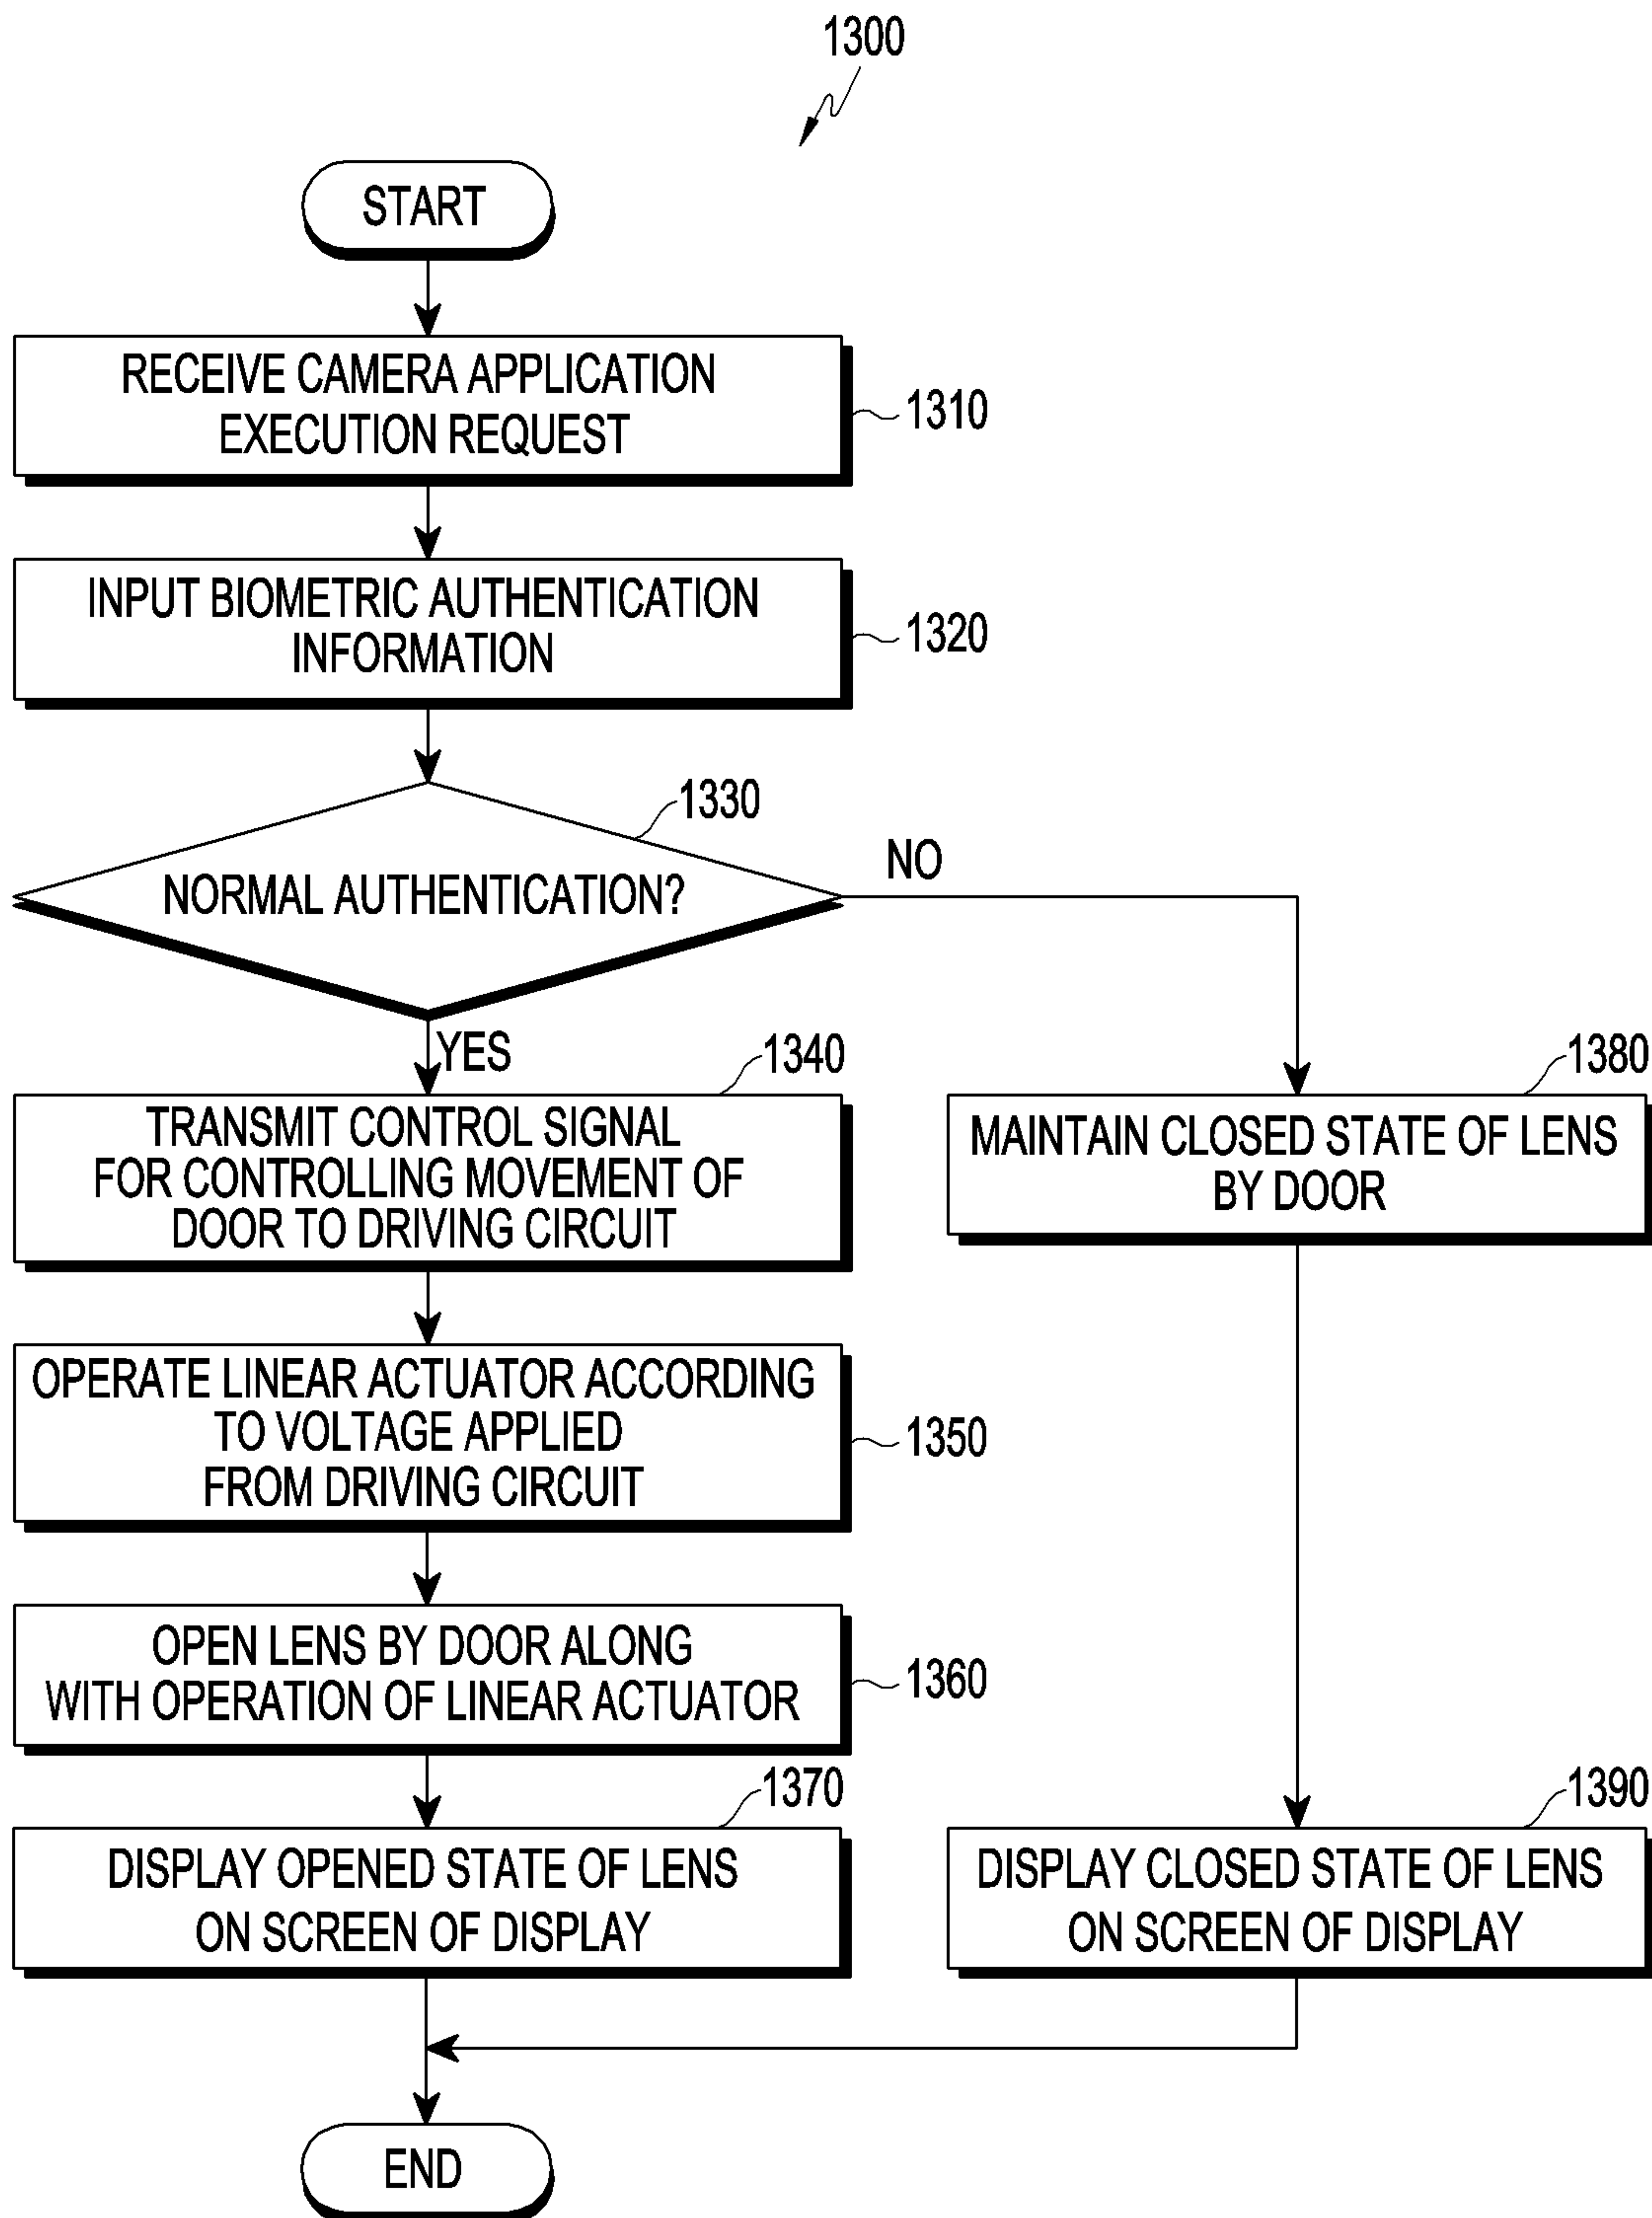 1300
START
RECEIVE CAMERA APPLICATION
EXECUTION REQUEST
1310
INPUT BIOMETRIC AUTHENTICATION
INFORMATION
1320
1330
NORMAL AUTHENTICATION?
NO
YES
1340
TRANSMIT CONTROL SIGNAL
FOR CONTROLLING MOVEMENT OF
DOOR TO DRIVING CIRCUIT
1380
MAINTAIN CLOSED STATE OF LENS
BY DOOR
OPERATE LINEAR ACTUATOR ACCORDING
TO VOLTAGE APPLIED
FROM DRIVING CIRCUIT
1350
OPEN LENS BY DOOR ALONG
WITH OPERATION OF LINEAR ACTUATOR
1360
1370
DISPLAY OPENED STATE OF LENS
ON SCREEN OF DISPLAY
1390
DISPLAY CLOSED STATE OF LENS
ON SCREEN OF DISPLAY
END